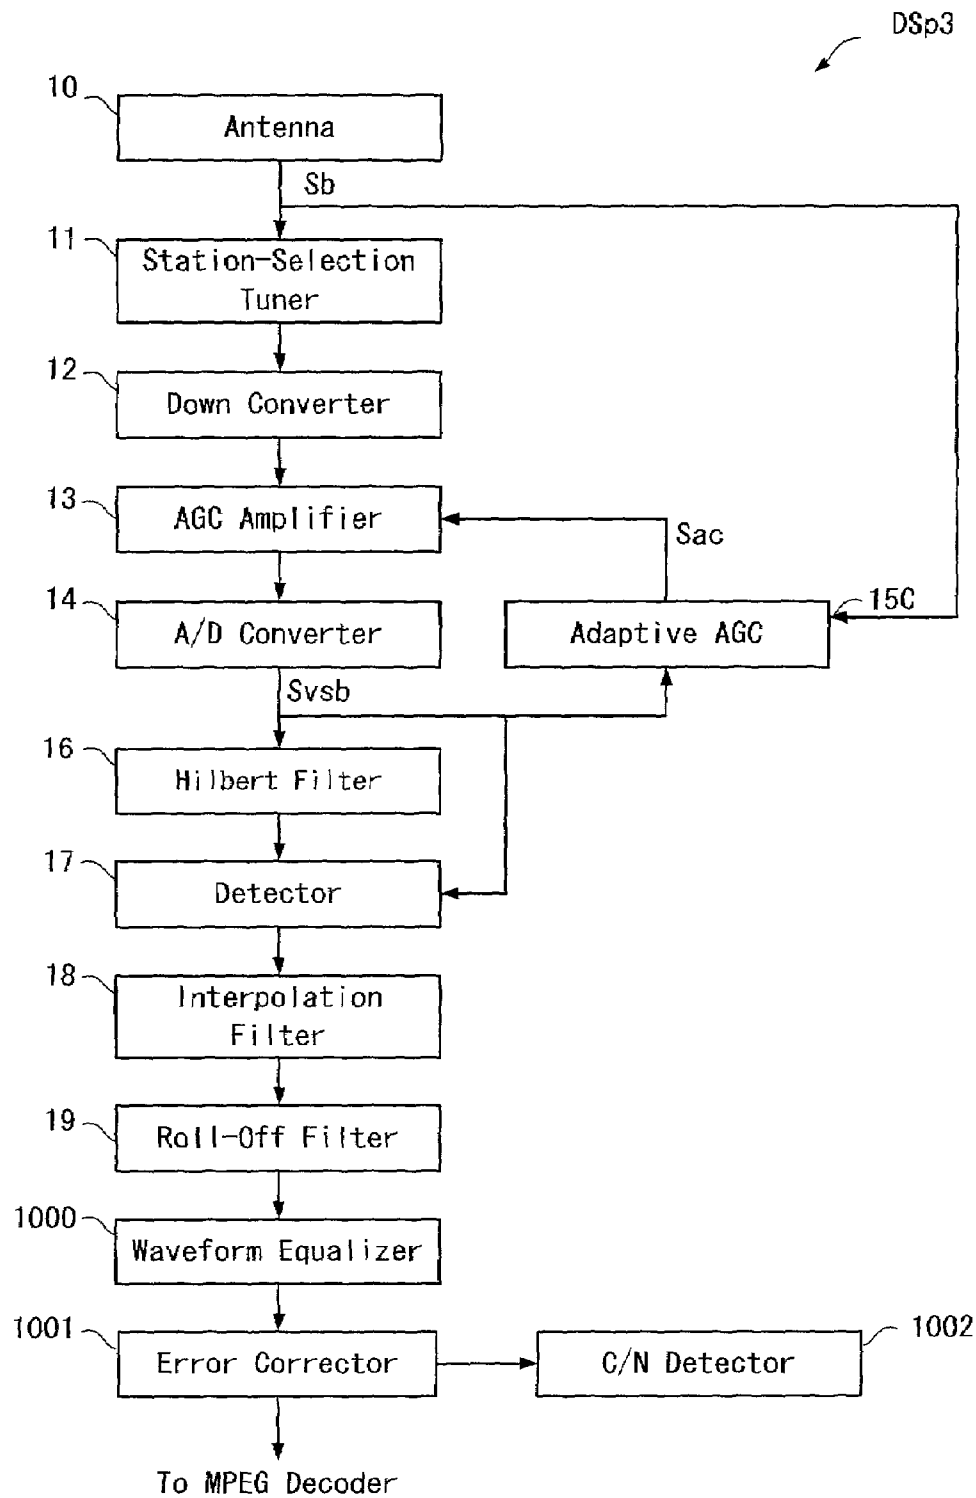 DSp3
10
Antenna
Sb
11
Station-Selection
Tuner
12
Down Converter
13
AGC Amplifier
Sac
14
A/D Converter
15C
Adaptive AGC
Svsb
16
Hilbert Filter
17
Detector
18
Interpolation
Filter
19
Roll-Off Filter
1000
Waveform Equalizer
1001
Error Corrector
1002
C/N Detector
To MPEG Decoder